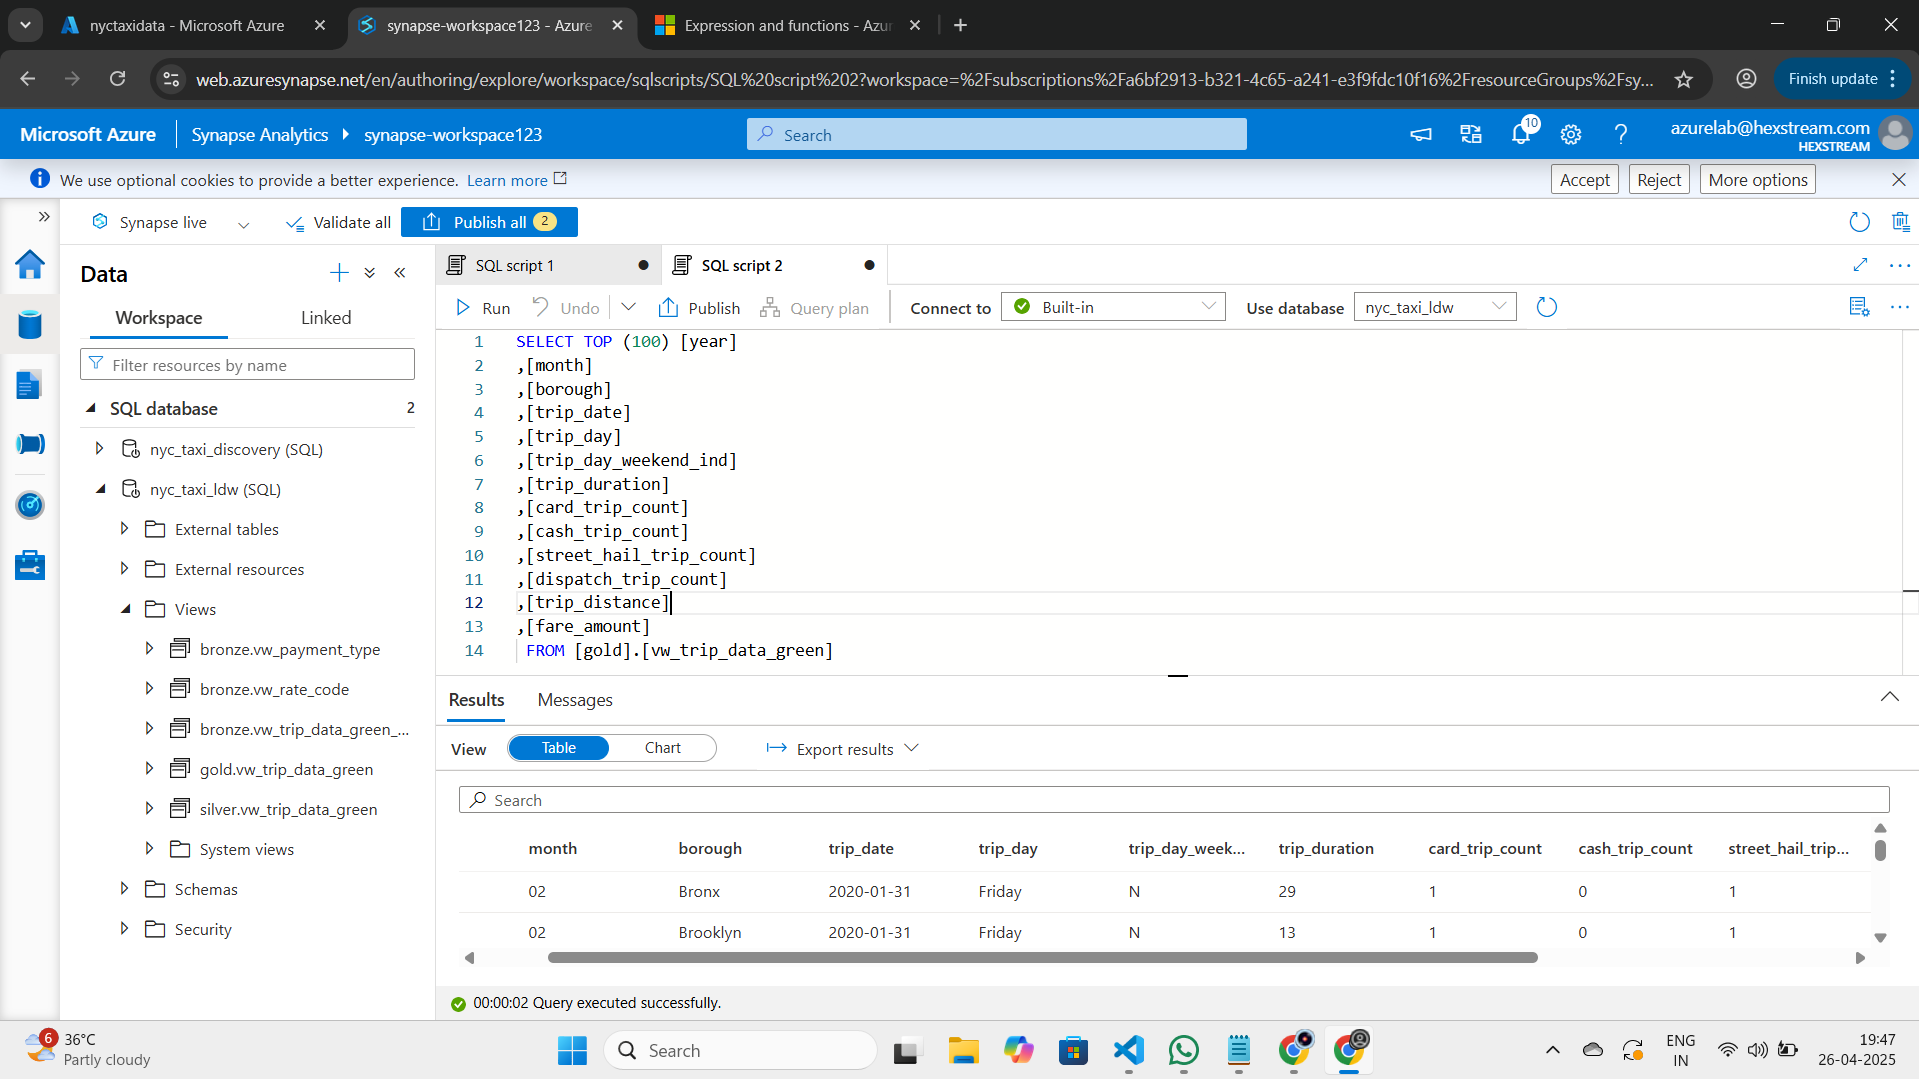 nyctaxidata - Microsoft Azure
synapse-workspace123 - Azure
Expression and functions - Azur
web.azuresynapse.net/en/authoring/explore/workspace/sqlscripts/SQL%20script%202?workspace=%2Fsubscriptions%2Fa6bf2913-b321-4c65-a241-e3f9fdc10f16%2FresourceGroups%2Fsy...
Finish update
Microsoft Azure
Synapse Analytics
synapse-workspace123
Search
10
azurelab@hexstream.com
HEXSTREAM
We use optional cookies to provide a better experience. Learn more
Accept
Reject
More options
Synapse live
Validate all
Publish all 2
Data
Workspace
Linked
Filter resources by name
SQL database 2
nyc_taxi_discovery (SQL)
nyc_taxi_ldw (SQL)
External tables
External resources
Views
bronze.vw_payment_type
bronze.vw_rate_code
bronze.vw_trip_data_green_...
gold.vw_trip_data_green
silver.vw_trip_data_green
System views
Schemas
Security
SQL script 1
SQL script 2
Run
Undo
Publish
Query plan
Connect to
Built-in
Use database
nyc_taxi_ldw
1 SELECT TOP (100) [year]
2 ,[month]
3 ,[borough]
4 ,[trip_date]
5 ,[trip_day]
6 ,[trip_day_weekend_ind]
7 ,[trip_duration]
8 ,[card_trip_count]
9 ,[cash_trip_count]
10 ,[street_hail_trip_count]
11 ,[dispatch_trip_count]
12 ,[trip_distance]
13 ,[fare_amount]
14 FROM [gold].[vw_trip_data_green]
Results
Messages
View
Table
Chart
Export results
Search
month borough trip_date trip_day trip_day_week... trip_duration card_trip_count cash_trip_count street_hail_trip...
02 Bronx 2020-01-31 Friday N 29 1 0 1
02 Brooklyn 2020-01-31 Friday N 13 1 0 1
00:00:02 Query executed successfully.
6
36°C
Partly cloudy
Search
ENG
IN
19:47
26-04-2025